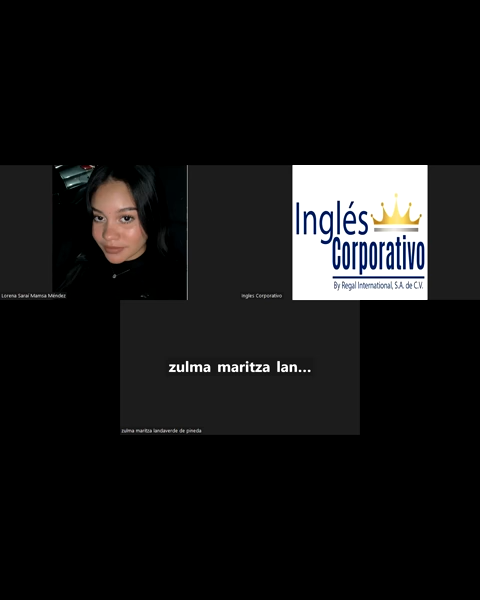 Inglés
Corporativo
By Regal International, S.A. de C.V.
Lorena Sarai Mamsa Méndez
Ingles Corporativo
zulma maritza lan...
zulma maritza landaverde de pineda